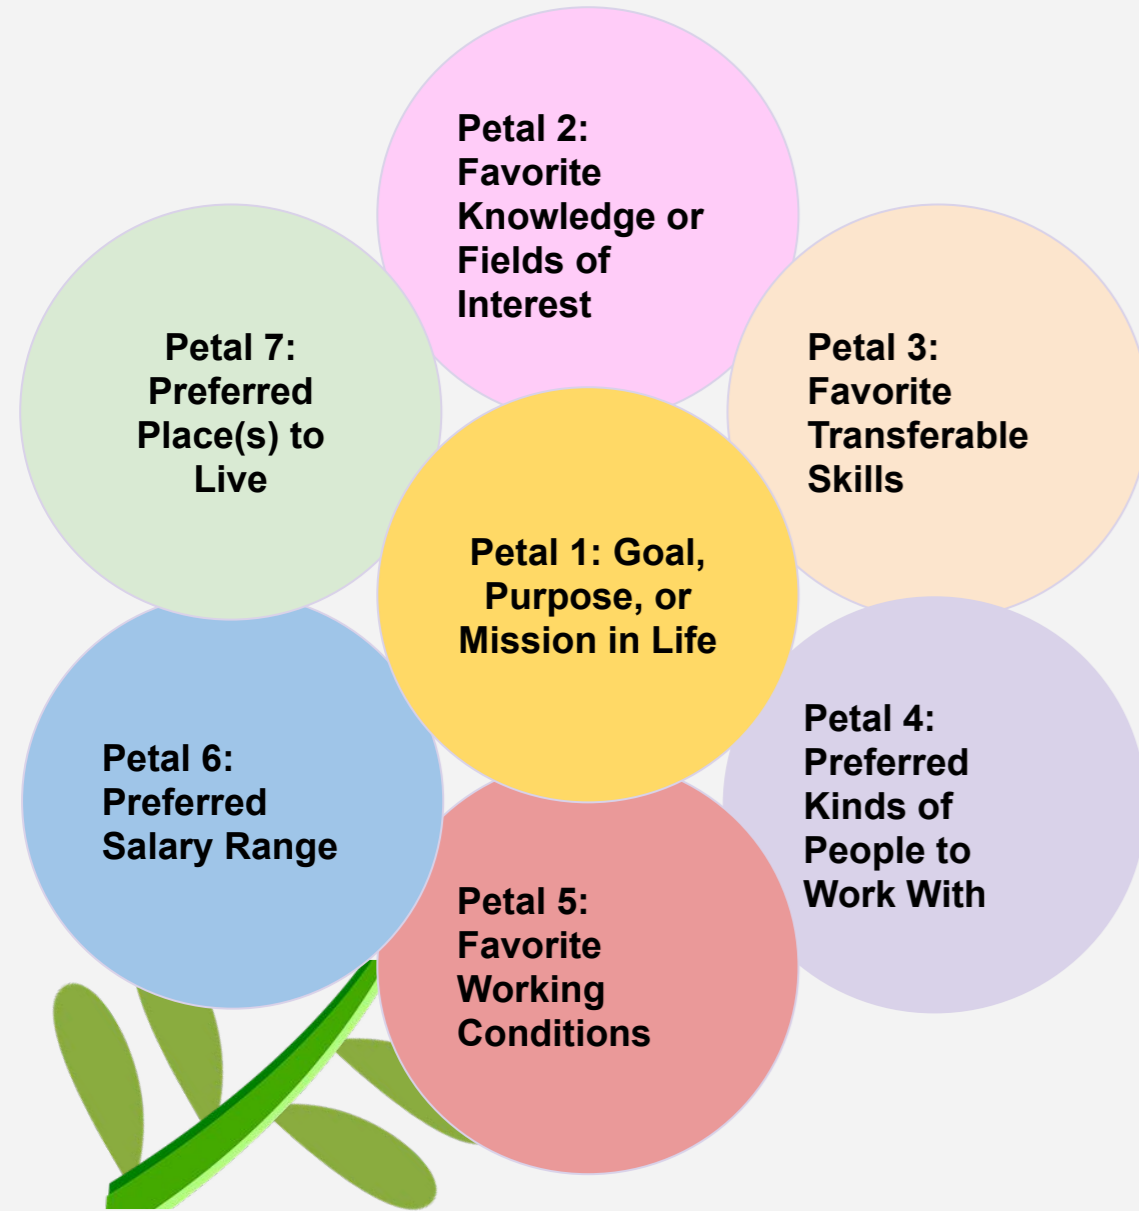 Petal 2:
Favorite
Knowledge or
Fields of
Interest
Petal 7:
Preferred
Place(s) to
Live
Petal 3:
Favorite
Transferable
Skills
Petal 1: Goal,
Purpose, or
Mission in Life
Petal 6:
Preferred
Salary Range
Petal 4:
Preferred
Kinds of
People to
Work With
Petal 5:
Favorite
Working
Conditions